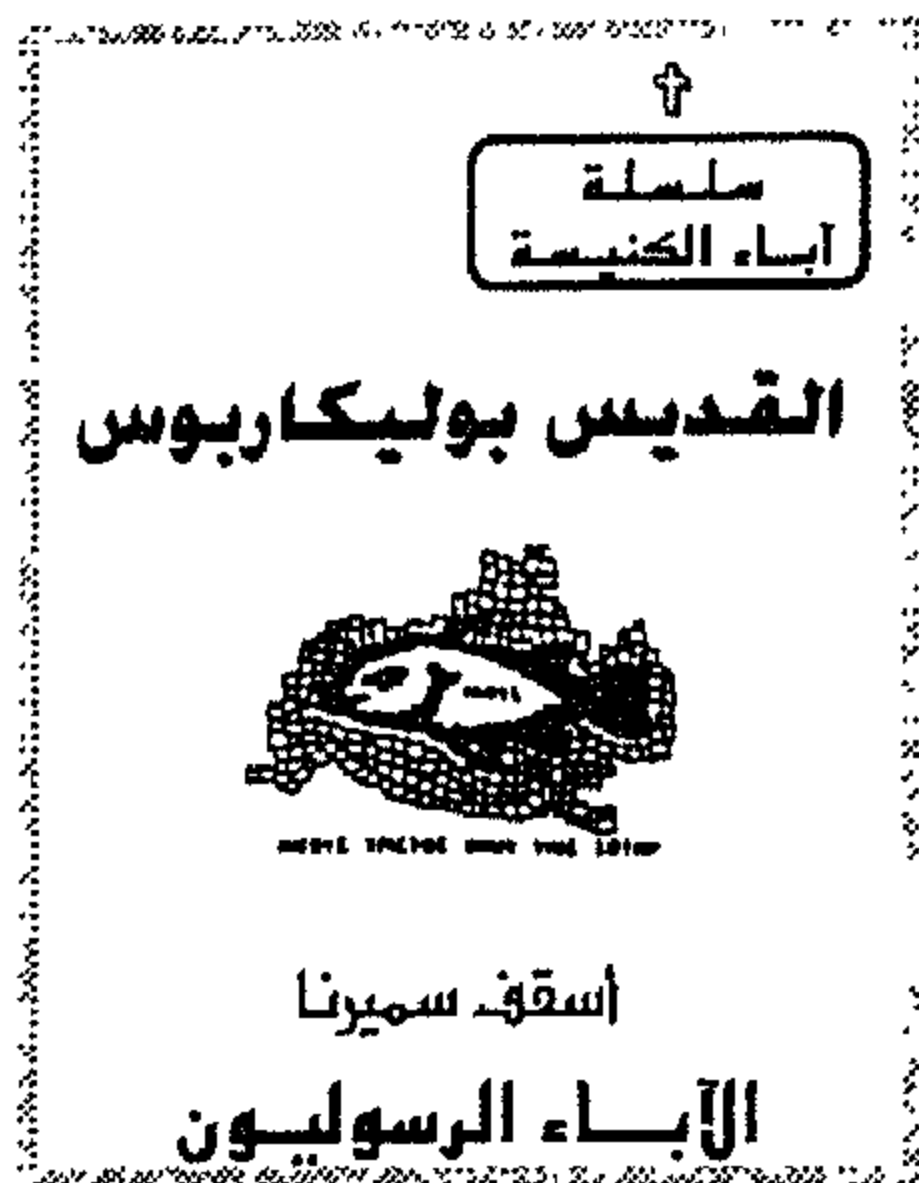 سلسلة
آباء الكنيسة
القديس بوليكاربوس
أسقف سميرنا
الآباء الرسوليون